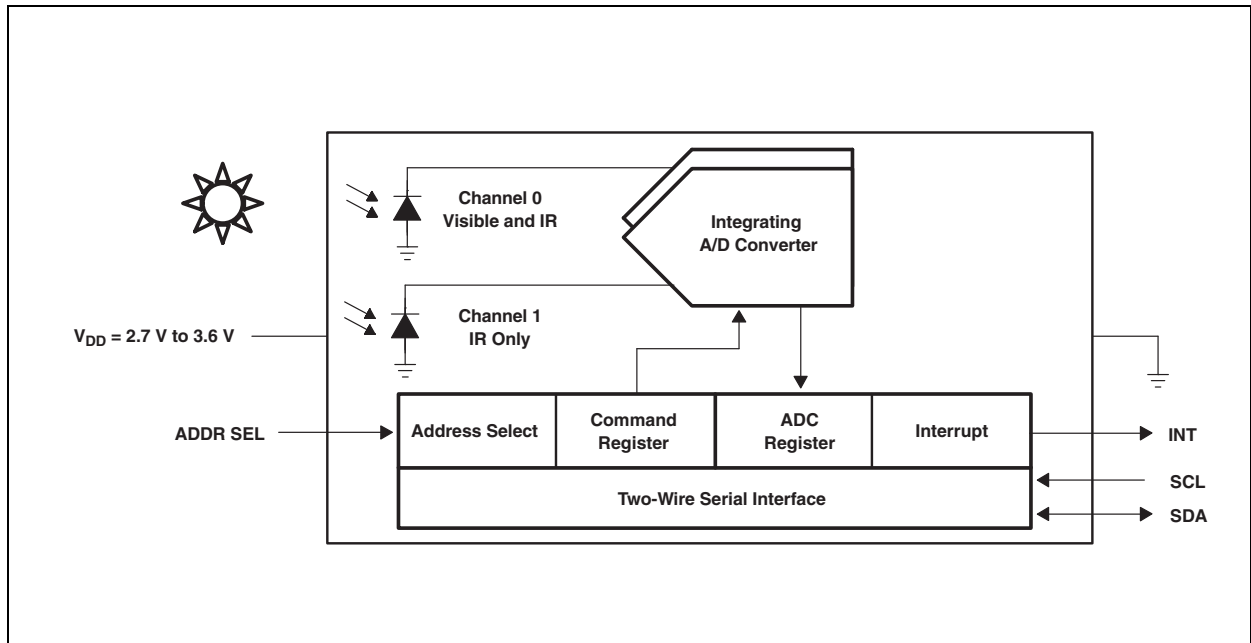 Channel 0
Visible and IR
Integrating
A/D Converter
Channel 1
IR Only
VDD = 2.7 V to 3.6 V
ADDR SEL
Address Select
Command
Register
ADC
Register
Interrupt
INT
Two-Wire Serial Interface
SCL
SDA